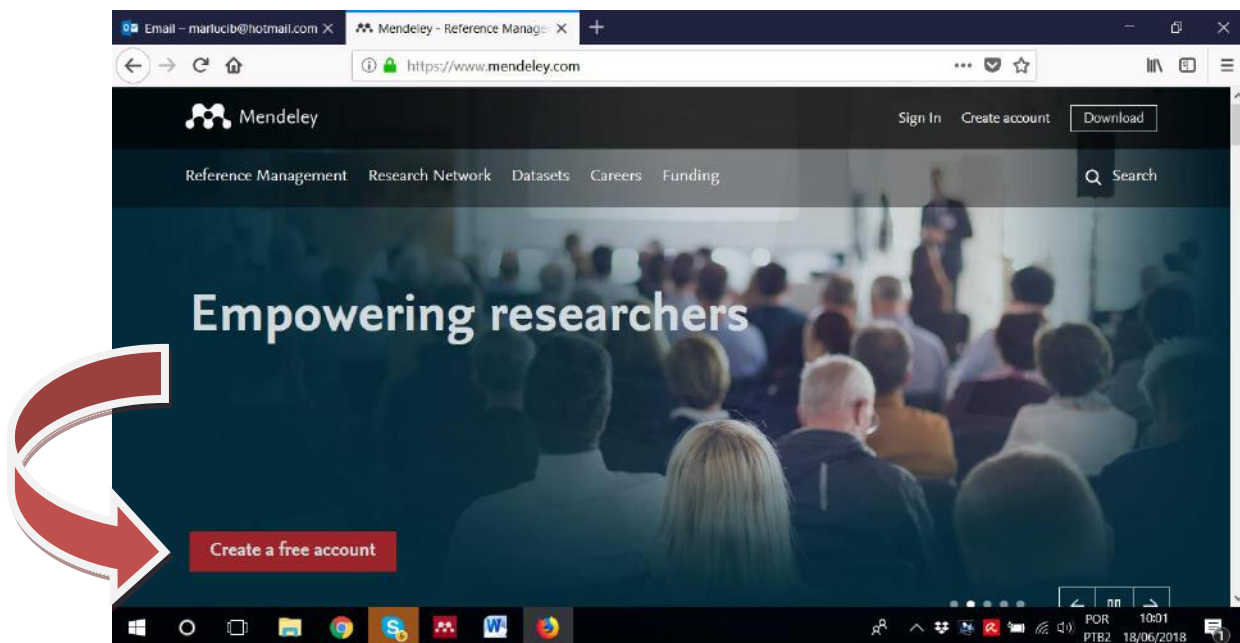 Email – marlucib@hotmail.com
Mendeley - Reference Manage
https://www.mendeley.com
Mendeley
Sign In Create account Download
Reference Management Research Network Datasets Careers Funding Search
Empowering researchers
Create a free account
POR 10:01
PTB2 18/06/2018